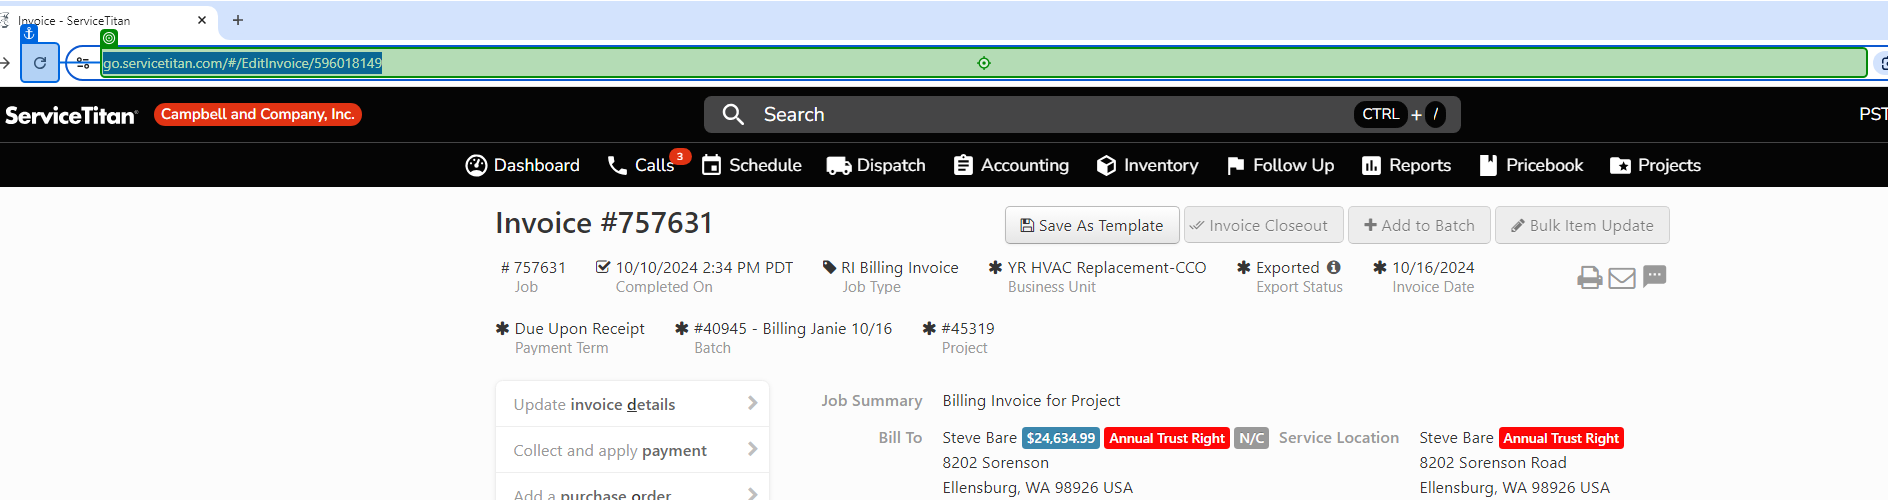 Invoice - ServiceTitan
go.servicetitan.com/#/EditInvoice/596018149
ServiceTitan Campbell and Company, Inc. Search CTRL + / PST
Dashboard Calls 3 Schedule Dispatch Accounting Inventory Follow Up Reports Pricebook Projects
Invoice #757631 Save As Template Invoice Closeout Add to Batch Bulk Item Update
# 757631 10/10/2024 2:34 PM PDT RI Billing Invoice YR HVAC Replacement-CCO Exported 10/16/2024
Job Completed On Job Type Business Unit Export Status Invoice Date
Due Upon Receipt #40945 - Billing Janie 10/16 #45319
Payment Term Batch Project
Update invoice details
Collect and apply payment
Add a purchase order
Job Summary Billing Invoice for Project
Bill To Steve Bare $24,634.99 Annual Trust Right N/C
8202 Sorenson
Ellensburg, WA 98926 USA
Service Location Steve Bare Annual Trust Right
8202 Sorenson Road
Ellensburg, WA 98926 USA